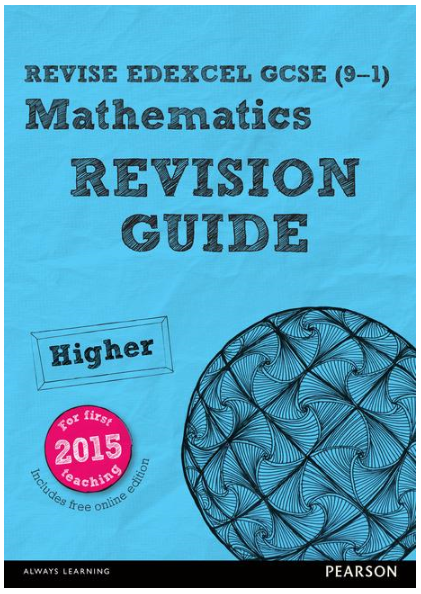 REVISE EDEXCEL GCSE (9–1)
Mathematics
REVISION
GUIDE
Higher
For first
2015
teaching
Includes free online edition
ALWAYS LEARNING
PEARSON